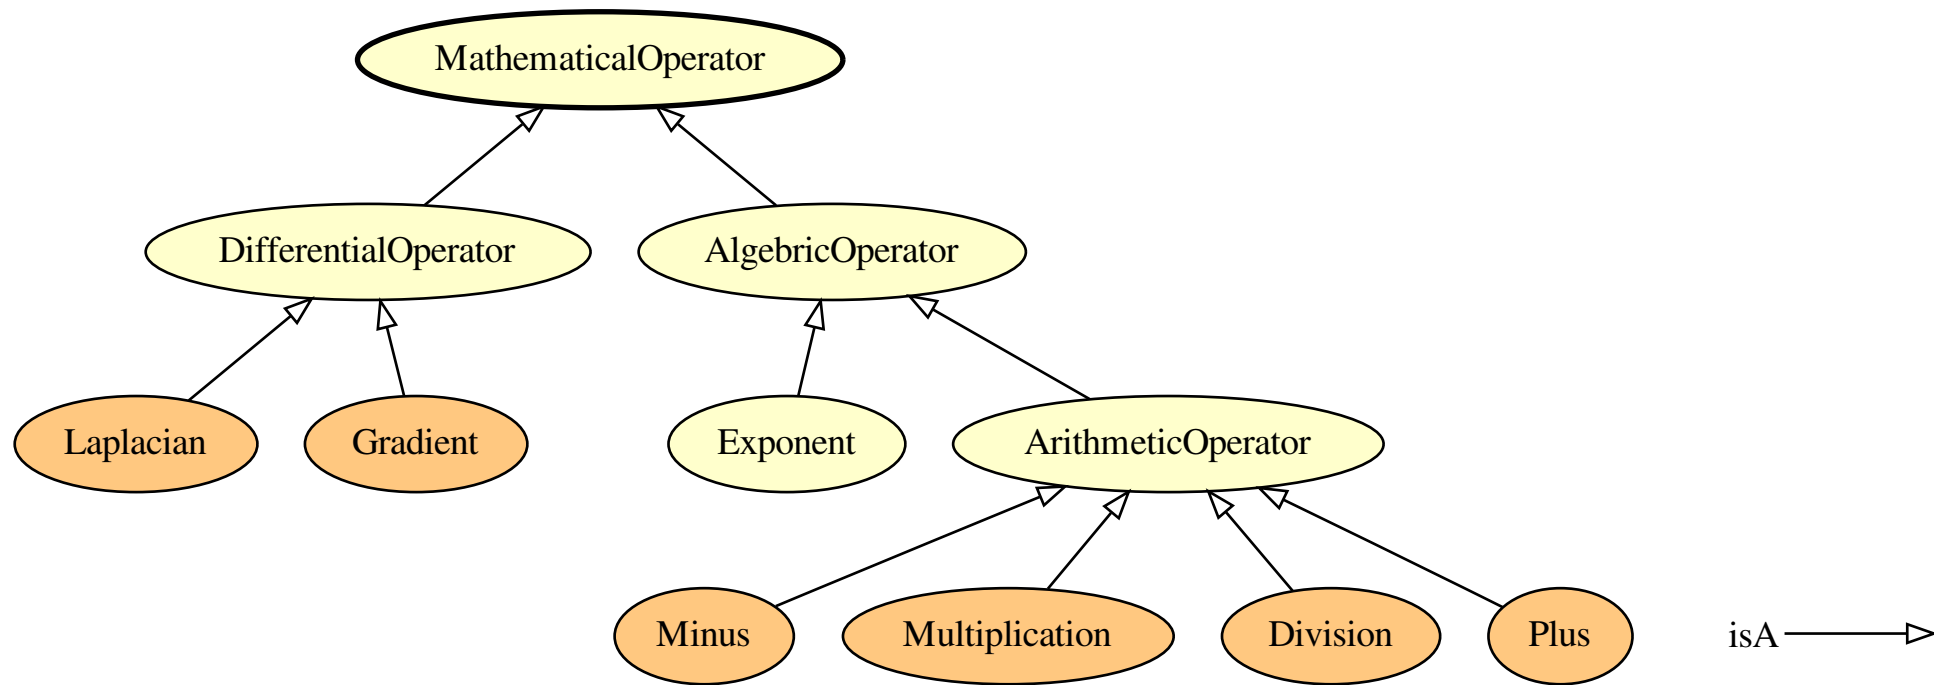 MathematicalOperator
DifferentialOperator
AlgebricOperator
Laplacian
Gradient
Exponent
ArithmeticOperator
Minus
Multiplication
Division
Plus
isA